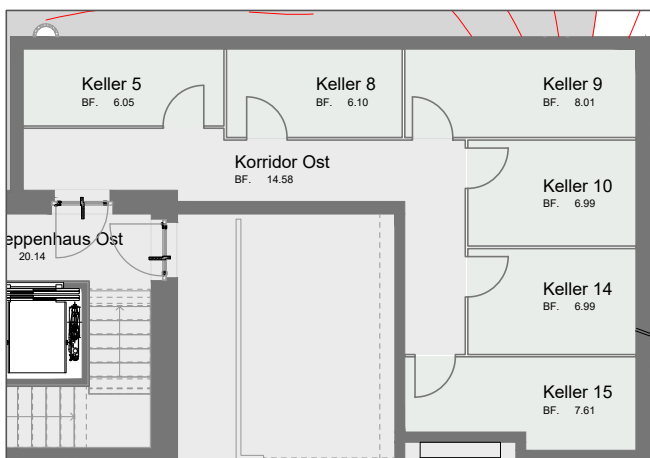 Keller 5
BF. 6.05
Keller 8
BF. 6.10
Keller 9
BF. 8.01
Korridor Ost
BF. 14.58
Keller 10
BF. 6.99
eppenhaus Ost
20.14
Keller 14
BF. 6.99
Keller 15
BF. 7.61